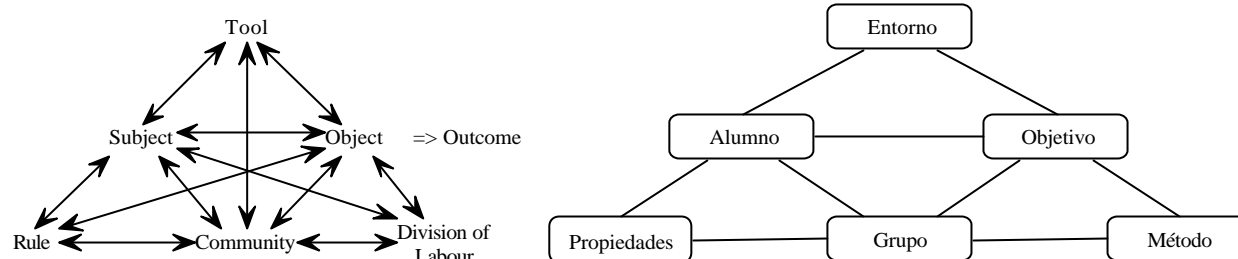 Tool
Subject
Object
=> Outcome
Rule
Community
Division of
Labour
Entorno
Alumno
Objetivo
Propiedades
Grupo
Método